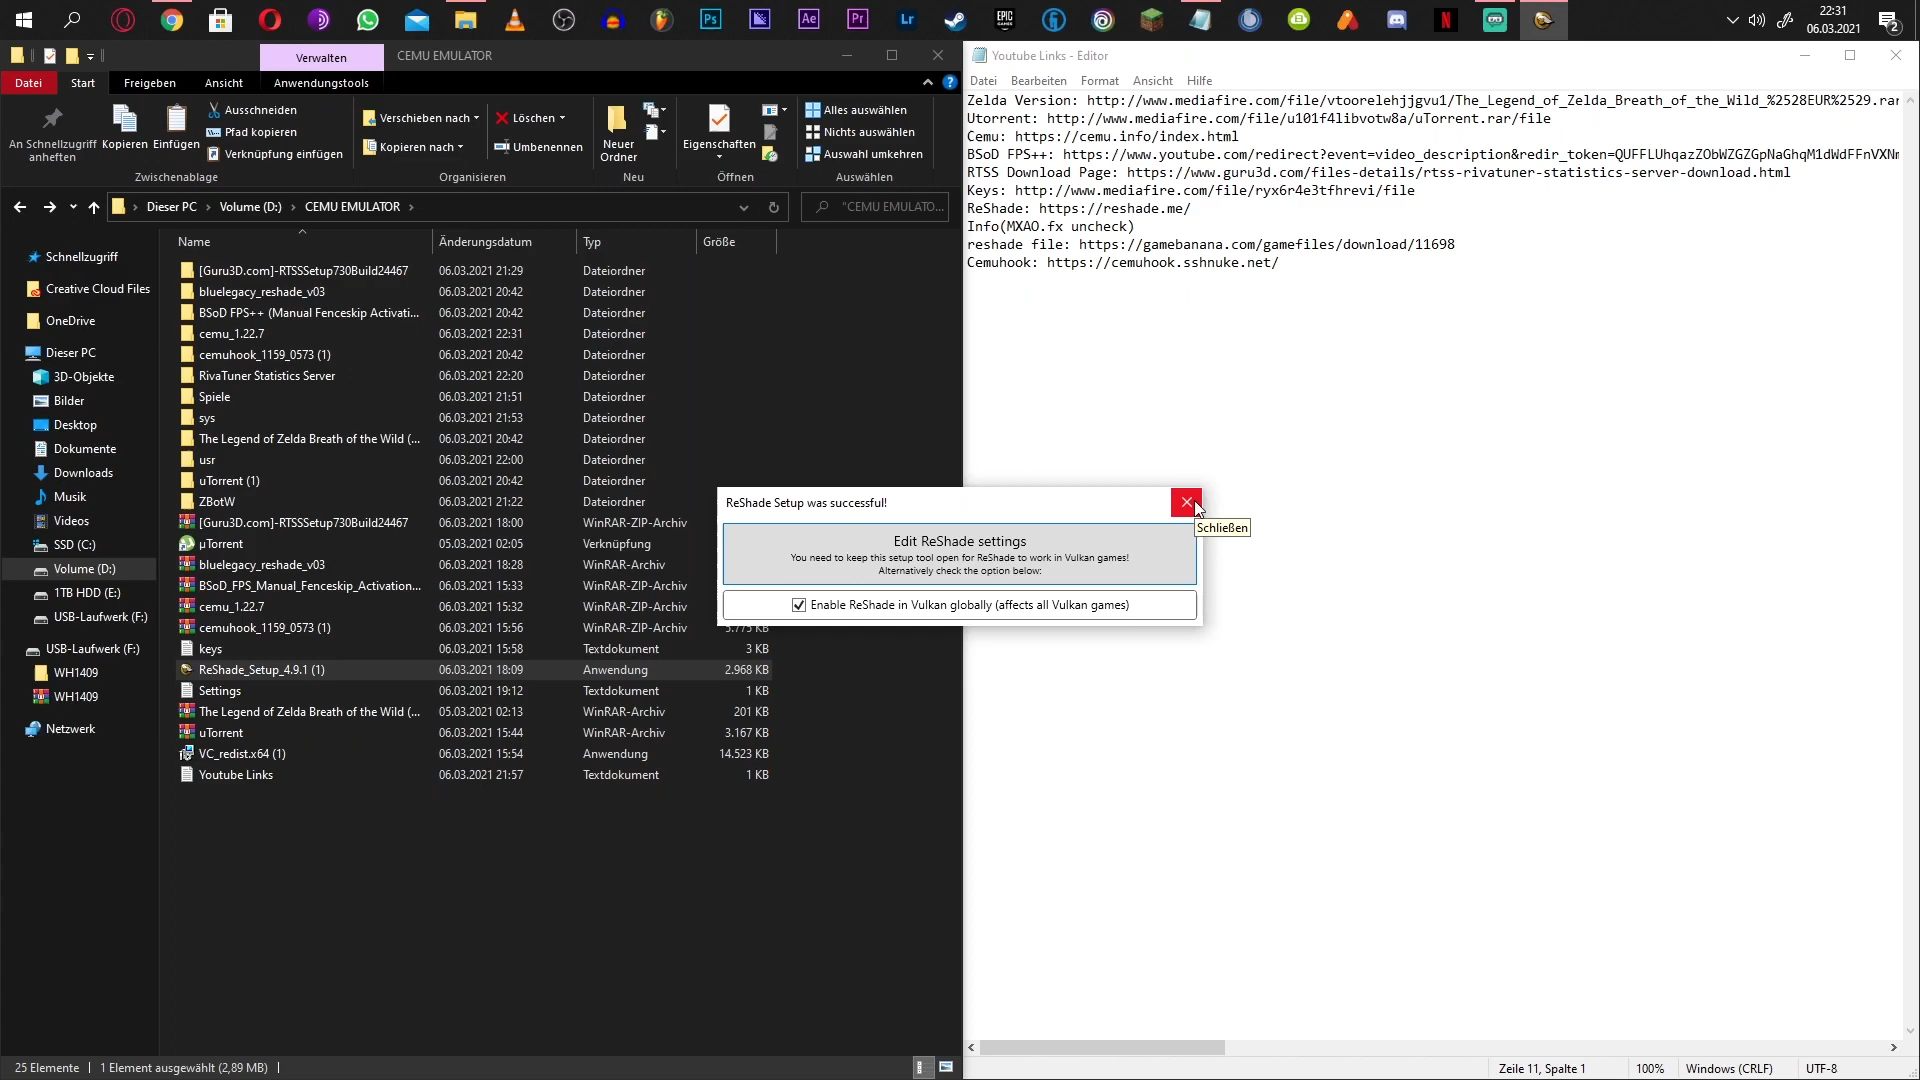 22:31
06.03.2021
2
Verwalten
CEMU EMULATOR
Datei
Start
Freigeben
Ansicht
Anwendungstools
An Schnellzugriff
anheften
Kopieren
Einfügen
Ausschneiden
Pfad kopieren
Verknüpfung einfügen
Zwischenablage
Verschieben nach
Kopieren nach
Löschen
Umbenennen
Organisieren
Neuer
Ordner
Neu
Eigenschaften
Öffnen
Alles auswählen
Nichts auswählen
Auswahl umkehren
Auswählen
Dieser PC
Volume (D:)
CEMU EMULATOR
"CEMU EMULATO...
Name Änderungsdatum Typ Größe
Schnellzugriff
Creative Cloud Files
OneDrive
Dieser PC
3D-Objekte
Bilder
Desktop
Dokumente
Downloads
Musik
Videos
SSD (C:)
Volume (D:)
1TB HDD (E:)
USB-Laufwerk (F:)
USB-Laufwerk (F:)
WH1409
WH1409
Netzwerk
[Guru3D.com]-RTSSSetup730Build24467 06.03.2021 21:29 Dateiordner
bluelegacy_reshade_v03 06.03.2021 20:42 Dateiordner
BSoD FPS++ (Manual Fenceskip Activati... 06.03.2021 20:42 Dateiordner
cemu_1.22.7 06.03.2021 22:31 Dateiordner
cemuhook_1159_0573 (1) 06.03.2021 20:42 Dateiordner
RivaTuner Statistics Server 06.03.2021 22:20 Dateiordner
Spiele 06.03.2021 21:51 Dateiordner
sys 06.03.2021 21:53 Dateiordner
The Legend of Zelda Breath of the Wild (... 06.03.2021 20:42 Dateiordner
usr 06.03.2021 22:00 Dateiordner
uTorrent (1) 06.03.2021 20:42 Dateiordner
ZBotW 06.03.2021 21:22 Dateiordner
[Guru3D.com]-RTSSSetup730Build24467 06.03.2021 18:00 WinRAR-ZIP-Archiv
µTorrent 05.03.2021 02:05 Verknüpfung
bluelegacy_reshade_v03 06.03.2021 18:28 WinRAR-Archiv
BSoD_FPS_Manual_Fenceskip_Activation... 06.03.2021 15:33 WinRAR-ZIP-Archiv
cemu_1.22.7 06.03.2021 15:32 WinRAR-ZIP-Archiv
cemuhook_1159_0573 (1) 06.03.2021 15:56 WinRAR-ZIP-Archiv 3.775 KB
keys 06.03.2021 15:58 Textdokument 3 KB
ReShade_Setup_4.9.1 (1) 06.03.2021 18:09 Anwendung 2.968 KB
Settings 06.03.2021 19:12 Textdokument 1 KB
The Legend of Zelda Breath of the Wild (... 05.03.2021 02:13 WinRAR-Archiv 201 KB
uTorrent 06.03.2021 15:44 WinRAR-Archiv 3.167 KB
VC_redist.x64 (1) 06.03.2021 15:54 Anwendung 14.523 KB
Youtube Links 06.03.2021 21:57 Textdokument 1 KB
25 Elemente
1 Element ausgewählt (2,89 MB)
Youtube Links - Editor
Datei Bearbeiten Format Ansicht Hilfe
Zelda Version: http://www.mediafire.com/file/vtoorelehjjgvu1/The_Legend_of_Zelda_Breath_of_the_Wild_%2528EUR%2529.rar
Utorrent: http://www.mediafire.com/file/u101f4libvotw8a/uTorrent.rar/file
Cemu: https://cemu.info/index.html
BSoD FPS++: https://www.youtube.com/redirect?event=video_description&redir_token=QUFFLUhqazZObWZGZGpNaGhqM1dWdFFnVXNm
RTSS Download Page: https://www.guru3d.com/files-details/rtss-rivatuner-statistics-server-download.html
Keys: http://www.mediafire.com/file/ryx6r4e3tfhrevi/file
ReShade: https://reshade.me/
Info(MXAO.fx uncheck)
reshade file: https://gamebanana.com/gamefiles/download/11698
Cemuhook: https://cemuhook.sshnuke.net/
ReShade Setup was successful!
Schließen
Edit ReShade settings
You need to keep this setup tool open for ReShade to work in Vulkan games!
Alternatively check the option below:
Enable ReShade in Vulkan globally (affects all Vulkan games)
Zeile 11, Spalte 1
100%
Windows (CRLF)
UTF-8
Ps
Ae
Pr
Lr
EPIC
GAMES
N